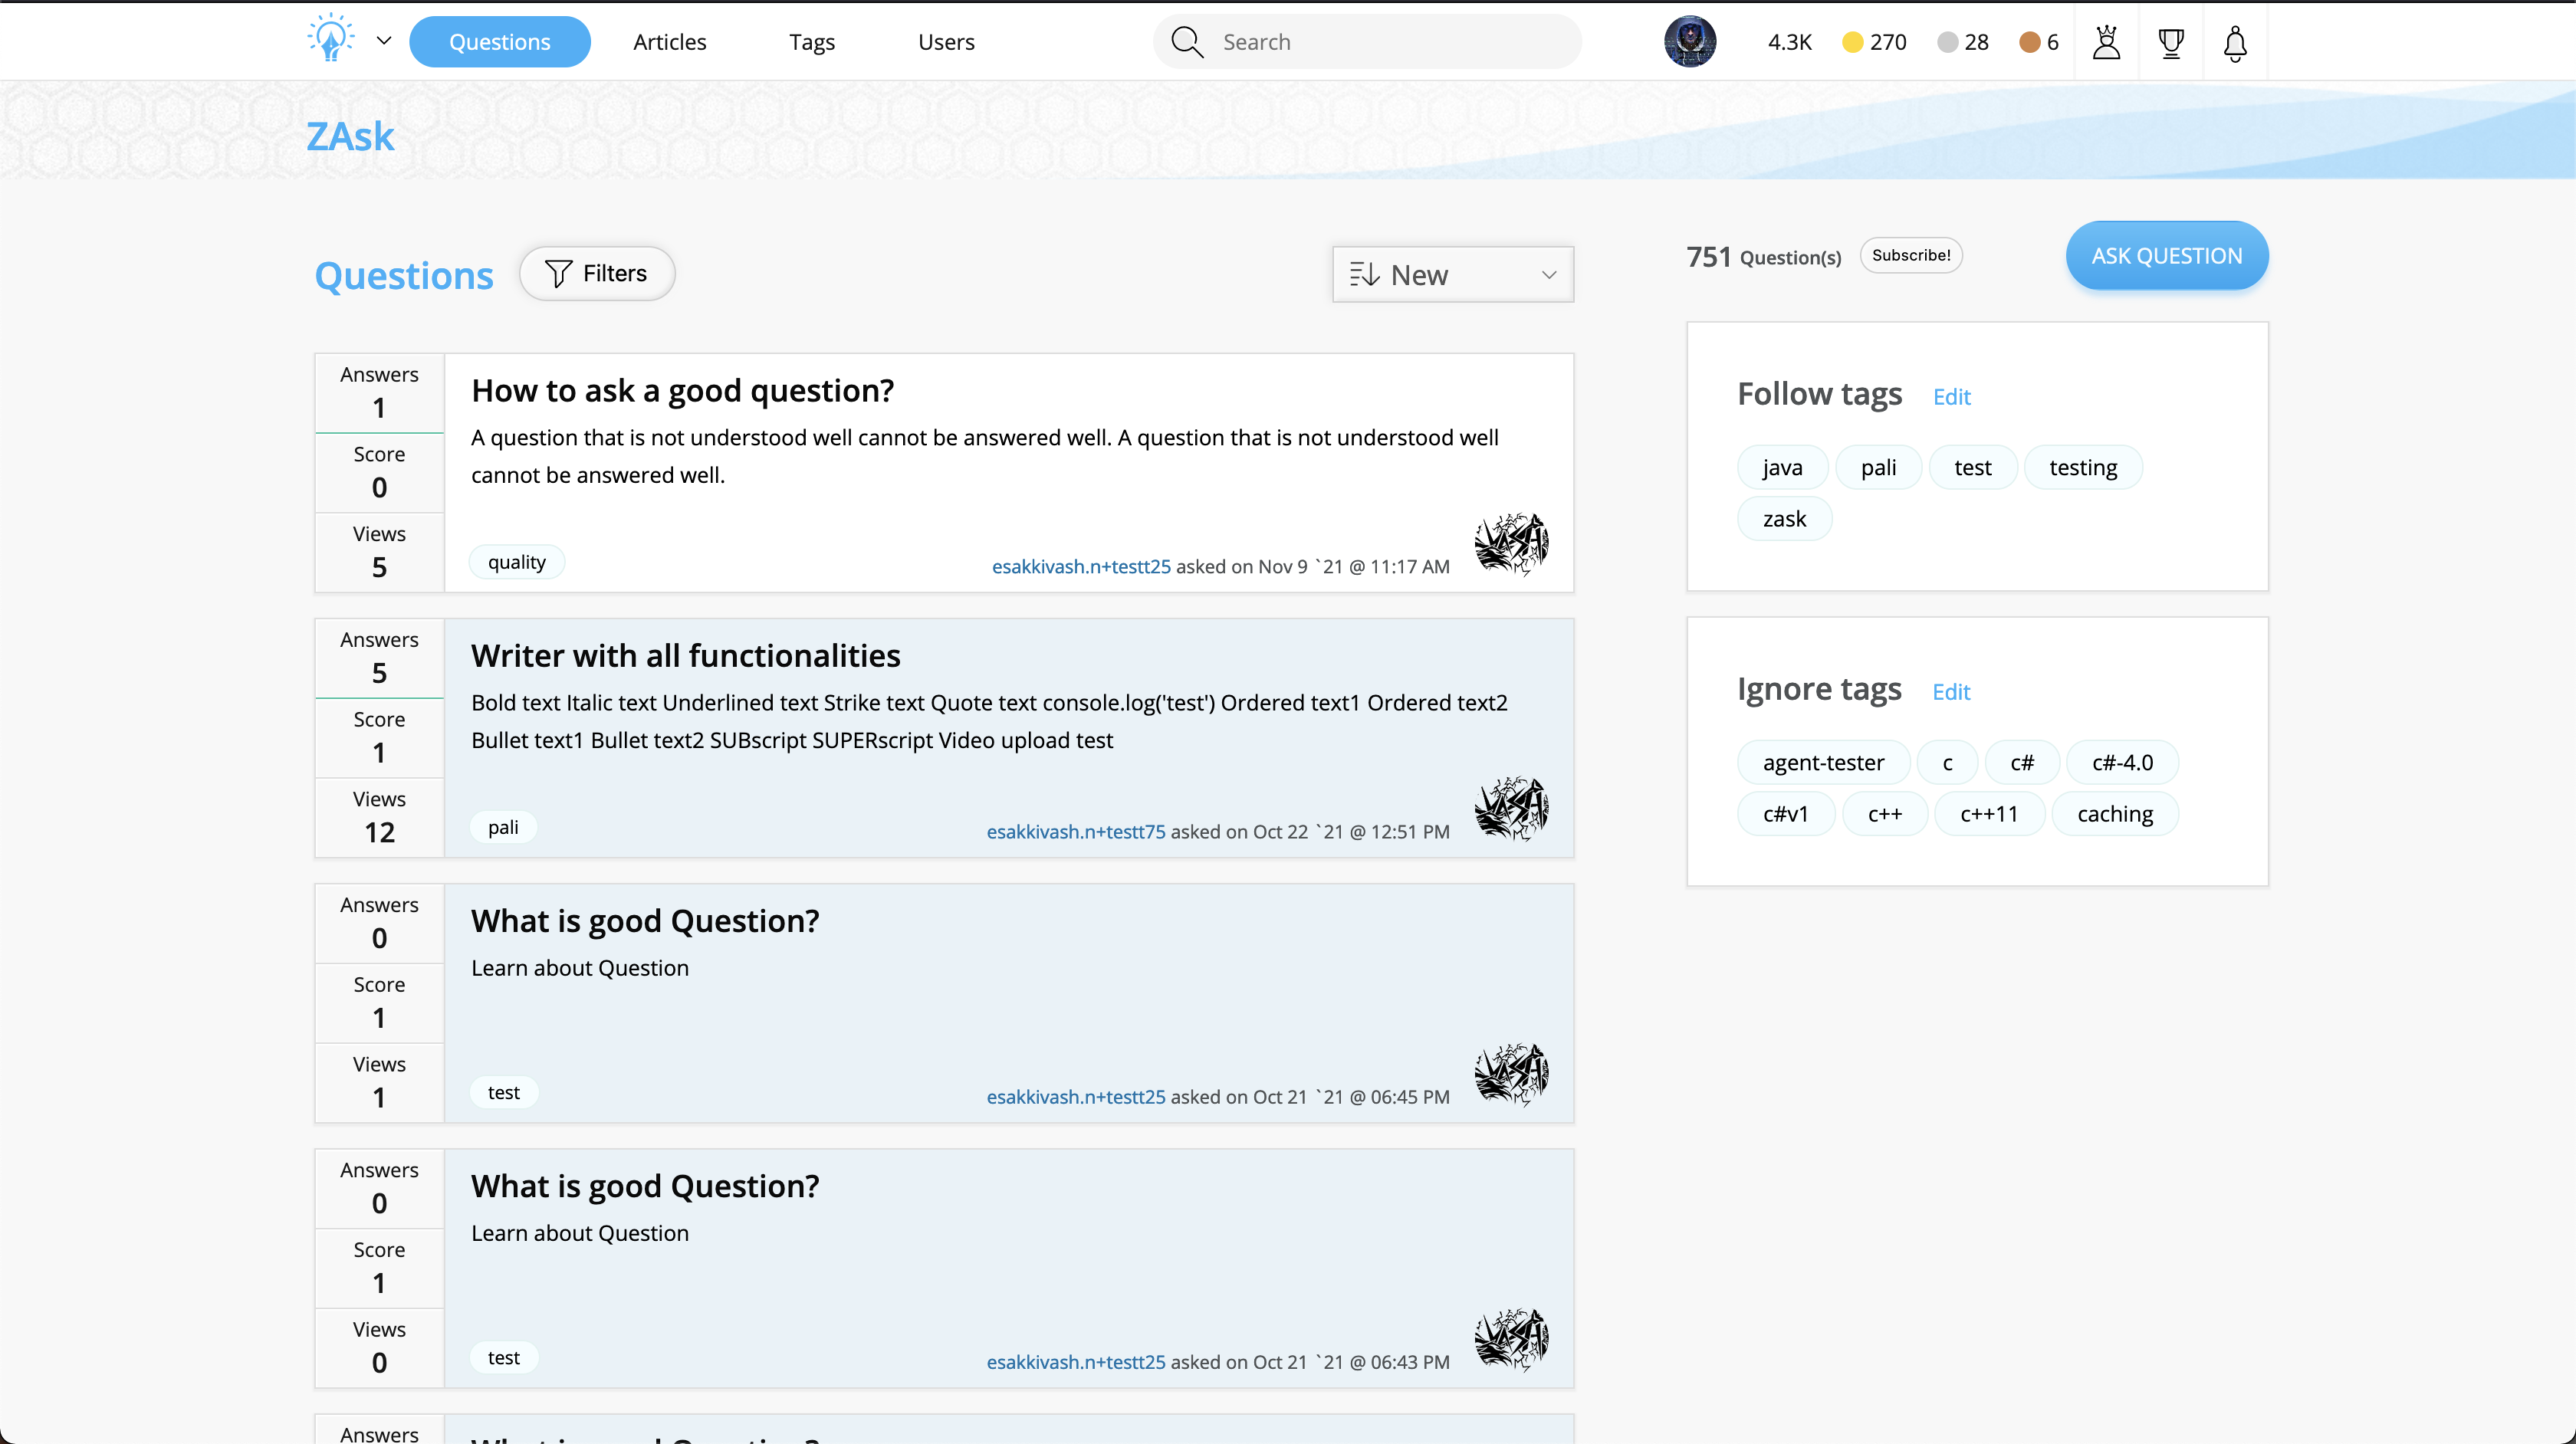 Questions
Articles
Tags
Users
Search
4.3K
270
28
6
ZAsk
Questions
Filters
New
751 Question(s)
Subscribe!
ASK QUESTION
Answers
1
Score
0
Views
5
How to ask a good question?
A question that is not understood well cannot be answered well. A question that is not understood well
cannot be answered well.
quality
esakkivash.n+testt25 asked on Nov 9 `21 @ 11:17 AM
Answers
5
Score
1
Views
12
Writer with all functionalities
Bold text Italic text Underlined text Strike text Quote text console.log('test') Ordered text1 Ordered text2
Bullet text1 Bullet text2 SUBscript SUPERscript Video upload test
pali
esakkivash.n+testt75 asked on Oct 22 `21 @ 12:51 PM
Answers
0
Score
1
Views
1
What is good Question?
Learn about Question
test
esakkivash.n+testt25 asked on Oct 21 `21 @ 06:45 PM
Answers
0
Score
1
Views
0
What is good Question?
Learn about Question
test
esakkivash.n+testt25 asked on Oct 21 `21 @ 06:43 PM
Answers
Follow tags Edit
java pali test testing
zask
Ignore tags Edit
agent-tester c c# c#-4.0
c#v1 c++ c++11 caching